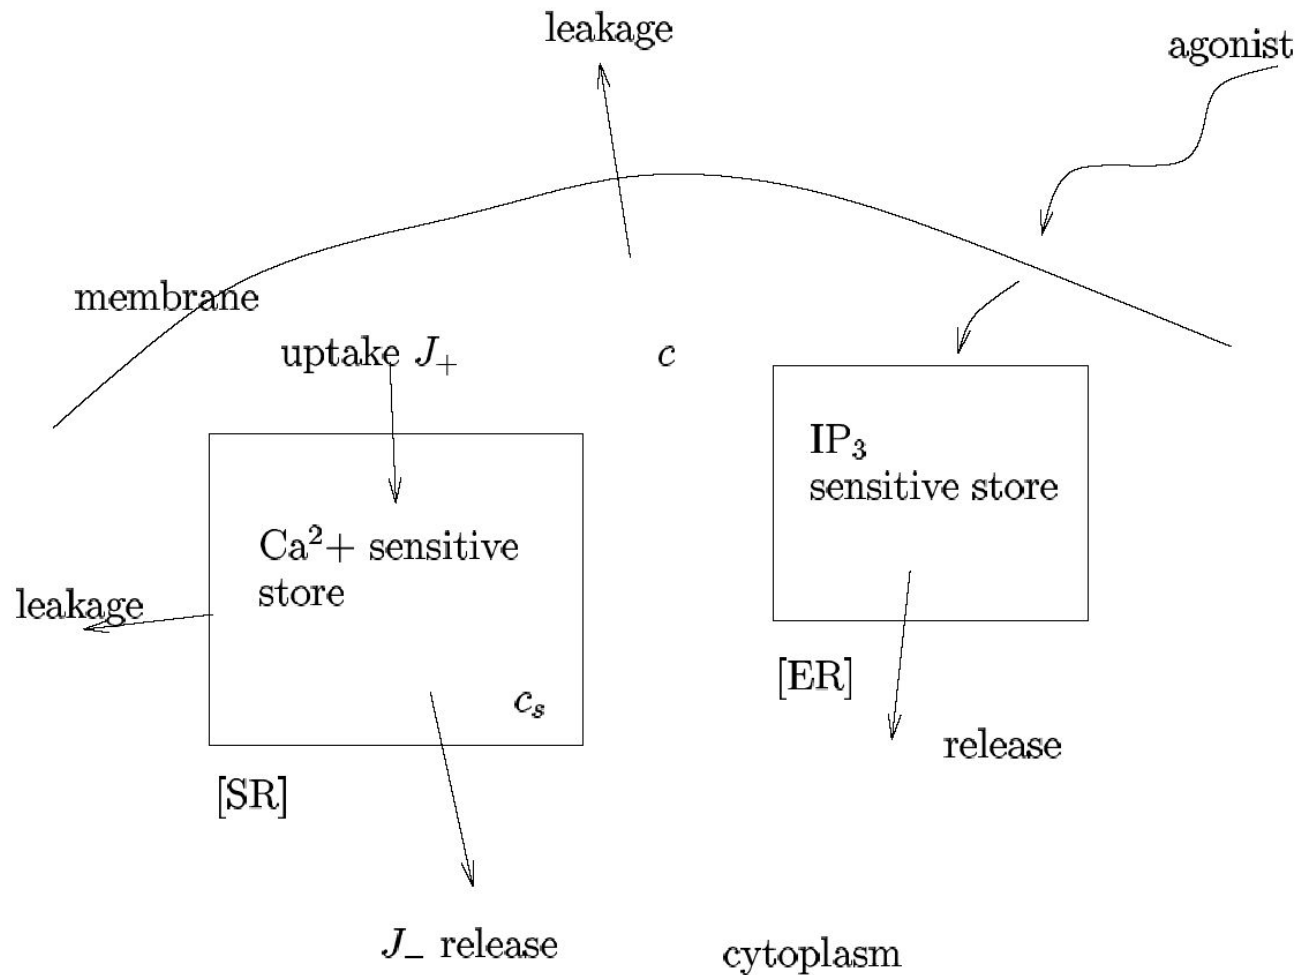 leakage
agonist
membrane
uptake J₊
c
IP₃
sensitive store
Ca²+ sensitive
store
leakage
[ER]
cₛ
release
[SR]
J₋ release
cytoplasm